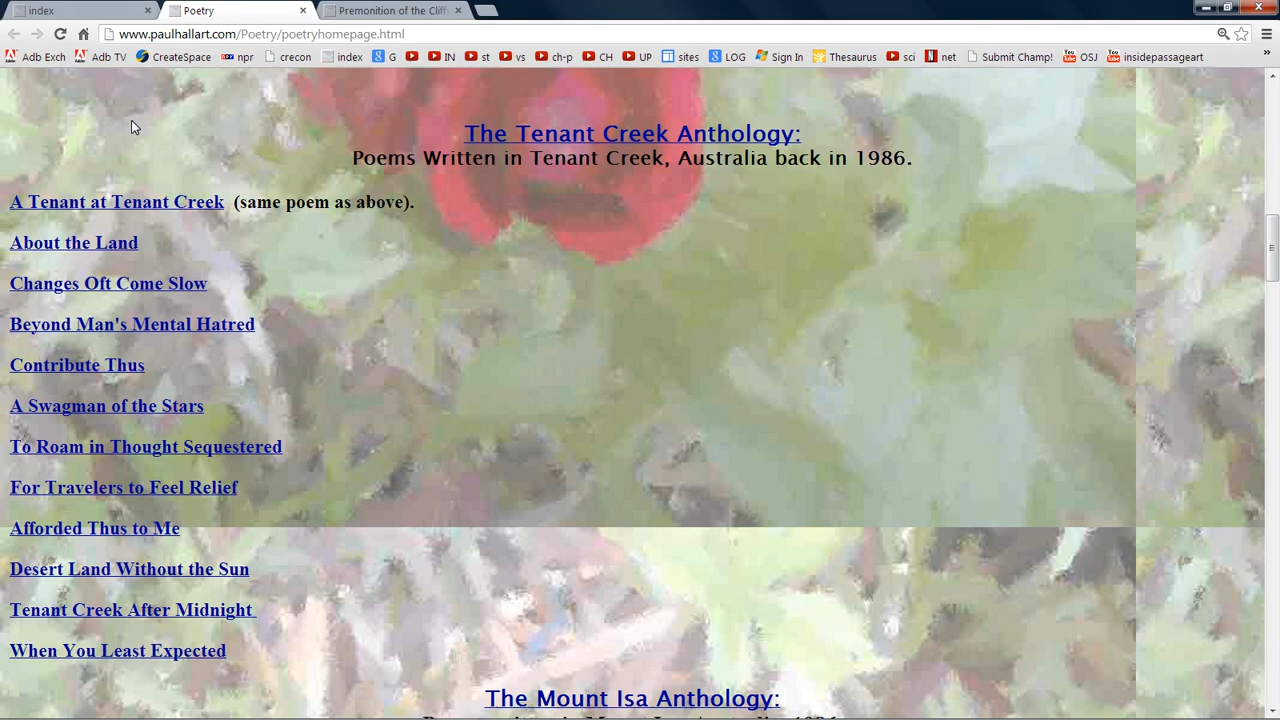 index
Poetry
Premonition of the Cliff
www.paulhallart.com/Poetry/poetryhomepage.html
Adb Exch Adb TV CreateSpace npr crecon index G IN st vs ch-p CH UP sites LOG Sign In Thesaurus sci net Submit Champ! OSJ insidepassageart »
The Tenant Creek Anthology:
Poems Written in Tenant Creek, Australia back in 1986.
A Tenant at Tenant Creek (same poem as above).
About the Land
Changes Oft Come Slow
Beyond Man's Mental Hatred
Contribute Thus
A Swagman of the Stars
To Roam in Thought Sequestered
For Travelers to Feel Relief
Afforded Thus to Me
Desert Land Without the Sun
Tenant Creek After Midnight
When You Least Expected
The Mount Isa Anthology: